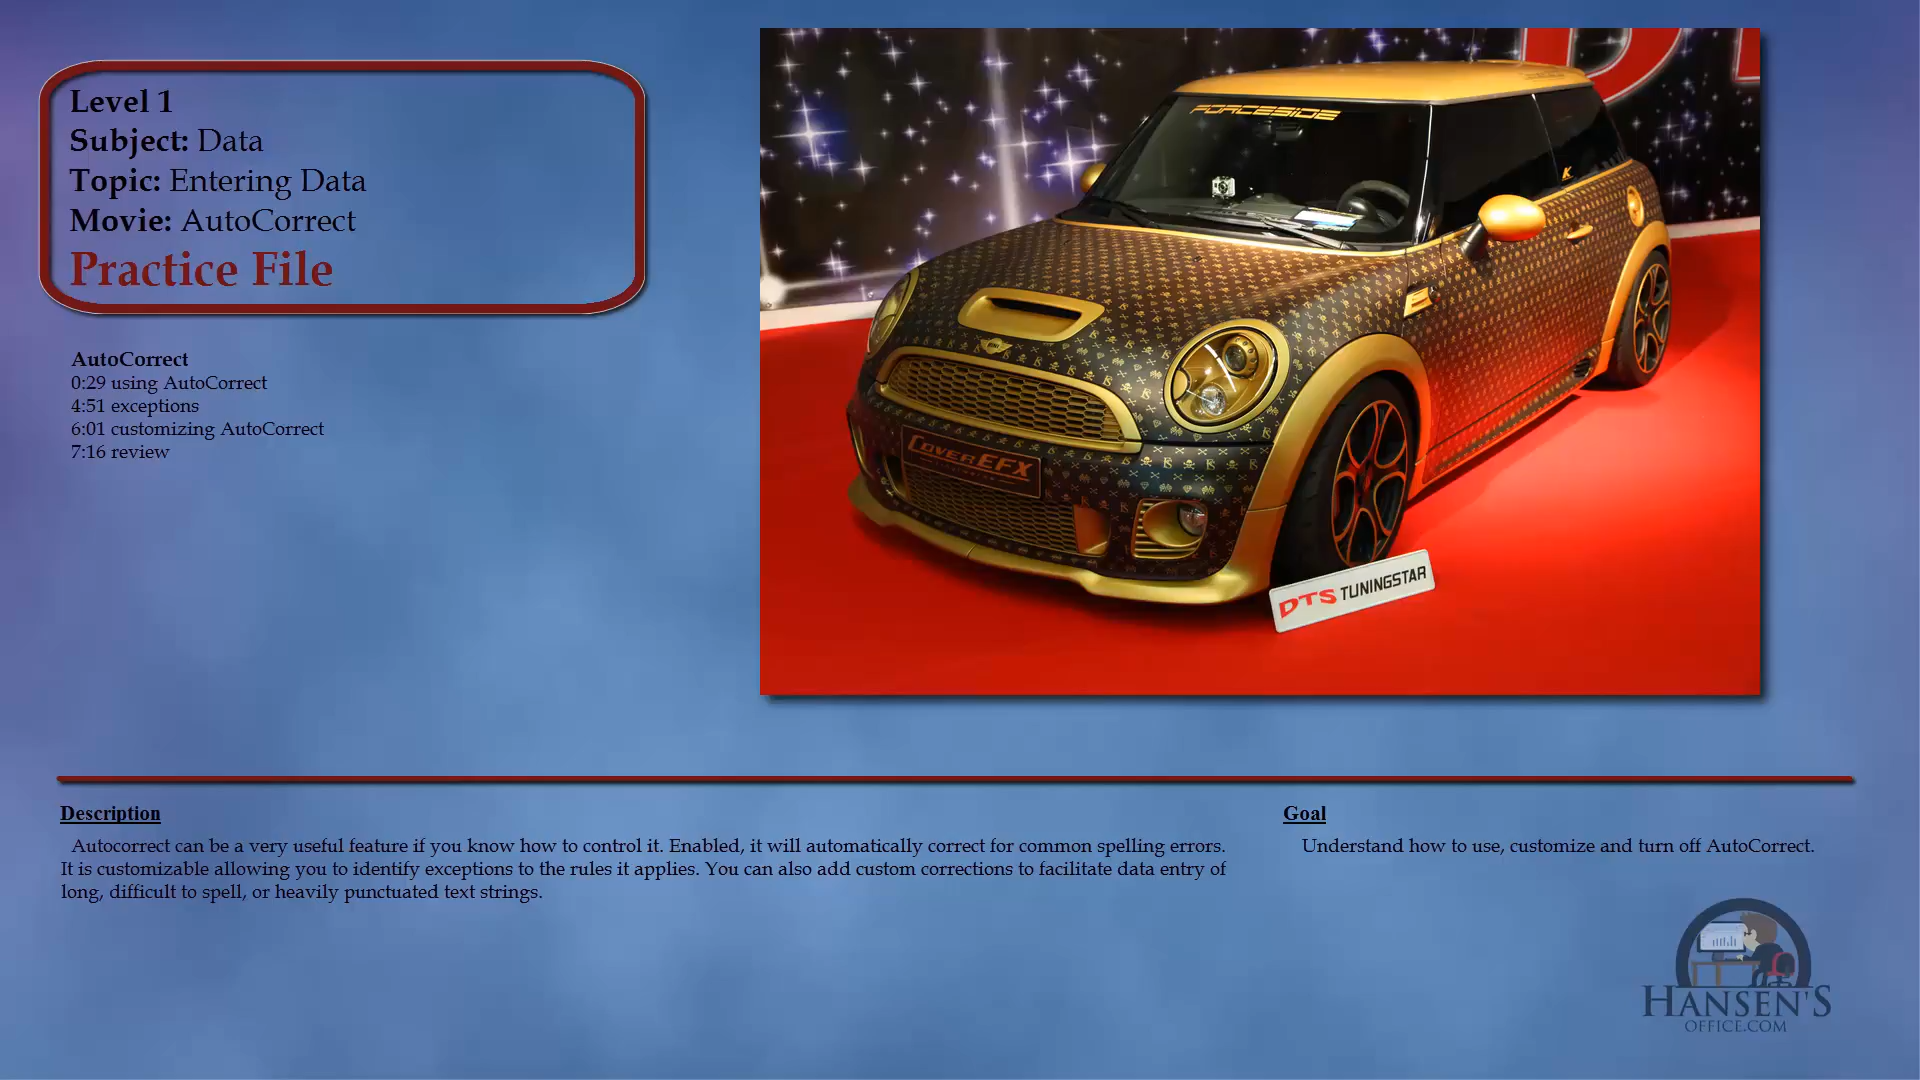 Level 1
Subject: Data
Topic: Entering Data
Movie: AutoCorrect
Practice File
AutoCorrect
0:29 using AutoCorrect
4:51 exceptions
6:01 customizing AutoCorrect
7:16 review
FORCESIDE
K
COVEREFX
DTS TUNINGSTAR
Description
Autocorrect can be a very useful feature if you know how to control it. Enabled, it will automatically correct for common spelling errors.
It is customizable allowing you to identify exceptions to the rules it applies. You can also add custom corrections to facilitate data entry of
long, difficult to spell, or heavily punctuated text strings.
Goal
Understand how to use, customize and turn off AutoCorrect.
HANSEN'S
OFFICE.COM